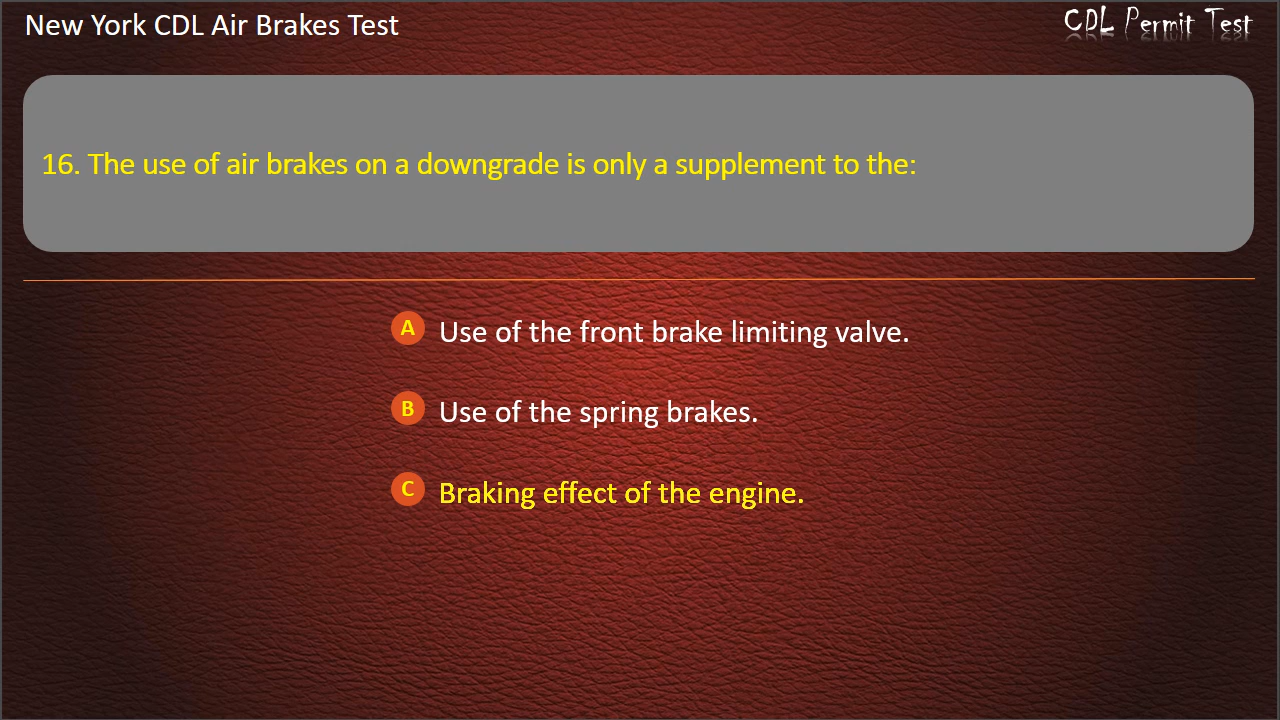 New York CDL Air Brakes Test
CDL Permit Test
16. The use of air brakes on a downgrade is only a supplement to the:
A Use of the front brake limiting valve.
B Use of the spring brakes.
C Braking effect of the engine.